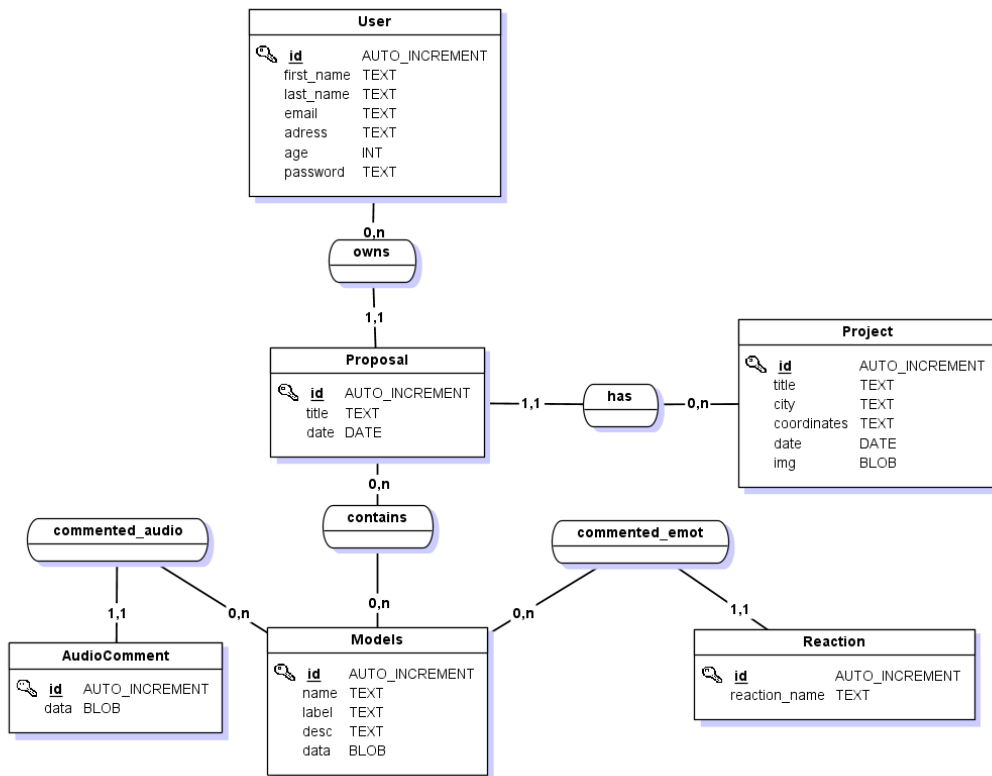 User
id AUTO_INCREMENT
first_name TEXT
last_name TEXT
email TEXT
adress TEXT
age INT
password TEXT
0,n
owns
1,1
Proposal
id AUTO_INCREMENT
title TEXT
date DATE
1,1
has
0,n
Project
id AUTO_INCREMENT
title TEXT
city TEXT
coordinates TEXT
date DATE
img BLOB
0,n
contains
0,n
commented_audio
1,1
0,n
commented_emot
0,n
1,1
AudioComment
id AUTO_INCREMENT
data BLOB
Models
id AUTO_INCREMENT
name TEXT
label TEXT
desc TEXT
data BLOB
Reaction
id AUTO_INCREMENT
reaction_name TEXT